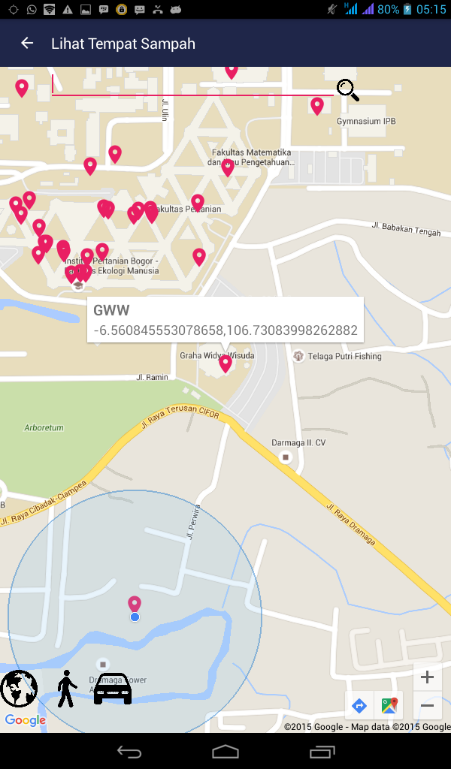 80% 05:15
Lihat Tempat Sampah
Jl. Ulin
Gymnasium IPB
Fakultas Matematika
dan Ilmu Pengetahuan...
Fakultas Pertanian
Jl. Babakan Tengah
Institut Pertanian Bogor -
Fakultas Ekologi Manusia
GWW
-6.560845553078658,106.73083998262882
Graha Widya Wisuda
Telaga Putri Fishing
Jl. Ramin
Jl. Raya Terusan CIFOR
Arboretum
Darmaga II. CV
Jl. Raya Cibadak-Ciampea
B
Jl. Perwira
Jl. Raya Dramaga
Dramaga Tower
Google
©2015 Google - Map data ©2015 Google